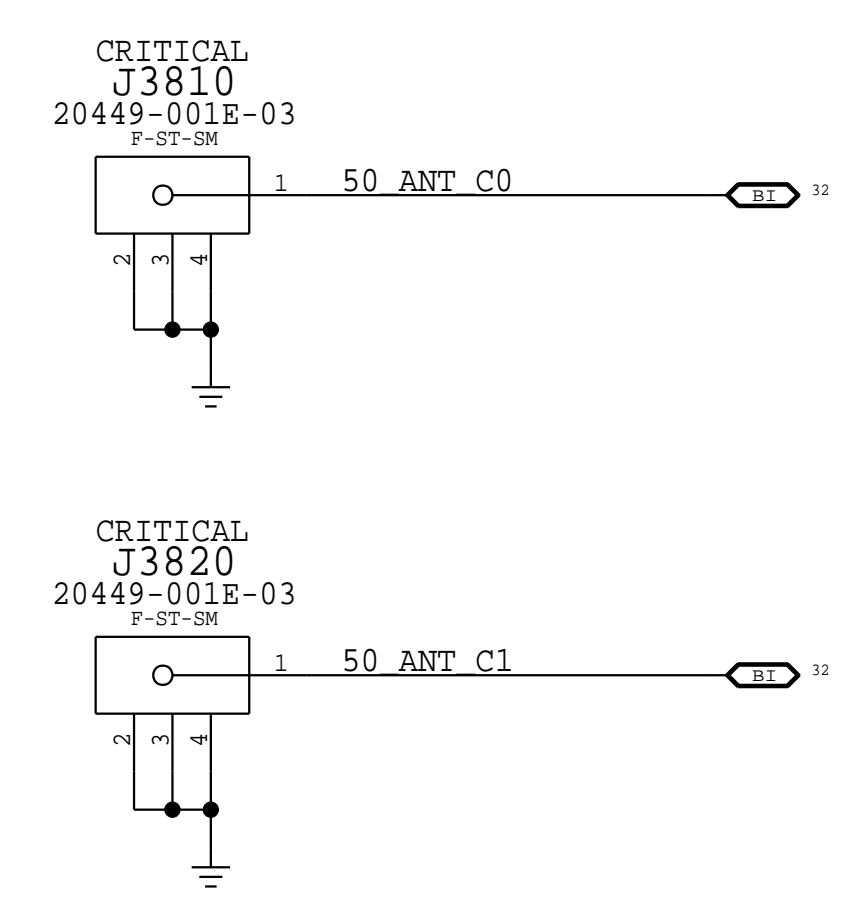 CRITICAL
J3810
20449-001E-03
F-ST-SM
1
50_ANT_C0
BI
32
2
3
4
CRITICAL
J3820
20449-001E-03
F-ST-SM
1
50_ANT_C1
BI
32
2
3
4